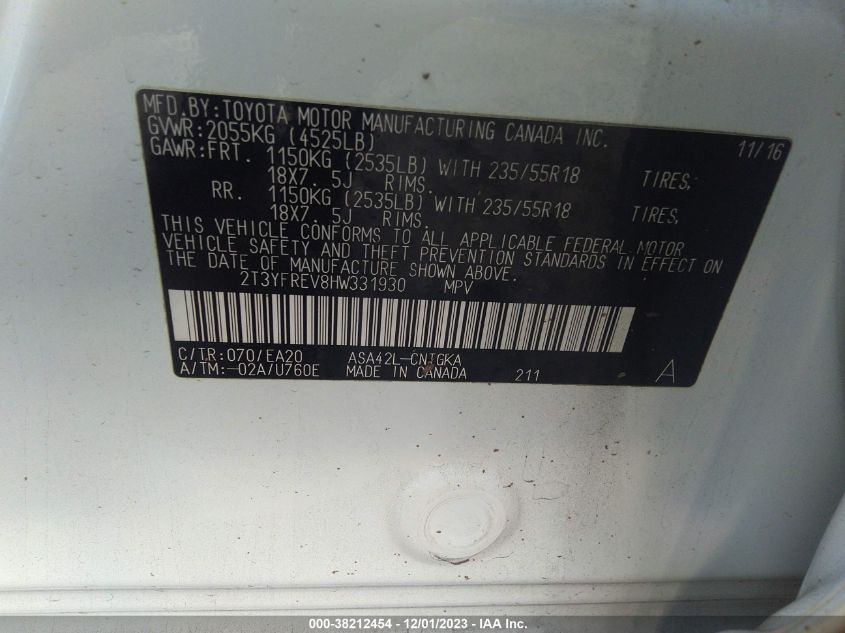 MFD.BY:TOYOTA MOTOR MANUFACTURING CANADA INC. 11/16
GVWR:2055KG (4525LB)
GAWR:FRT. 1150KG (2535LB) WITH 235/55R18 TIRES,
18X7. 5J RIMS.
RR. 1150KG (2535LB) WITH 235/55R18 TIRES,
18X7. 5J RIMS.
THIS VEHICLE CONFORMS TO ALL APPLICABLE FEDERAL MOTOR
VEHICLE SAFETY AND THEFT PREVENTION STANDARDS IN EFFECT ON
THE DATE OF MANUFACTURE SHOWN ABOVE.
2T3YFREV8HW331930 MPV
C/TR:070/EA20 ASA42L-CNTGKA
A/TM:-02A/U760E MADE IN CANADA 211 A
000-38212454 - 12/01/2023 - IAA Inc.